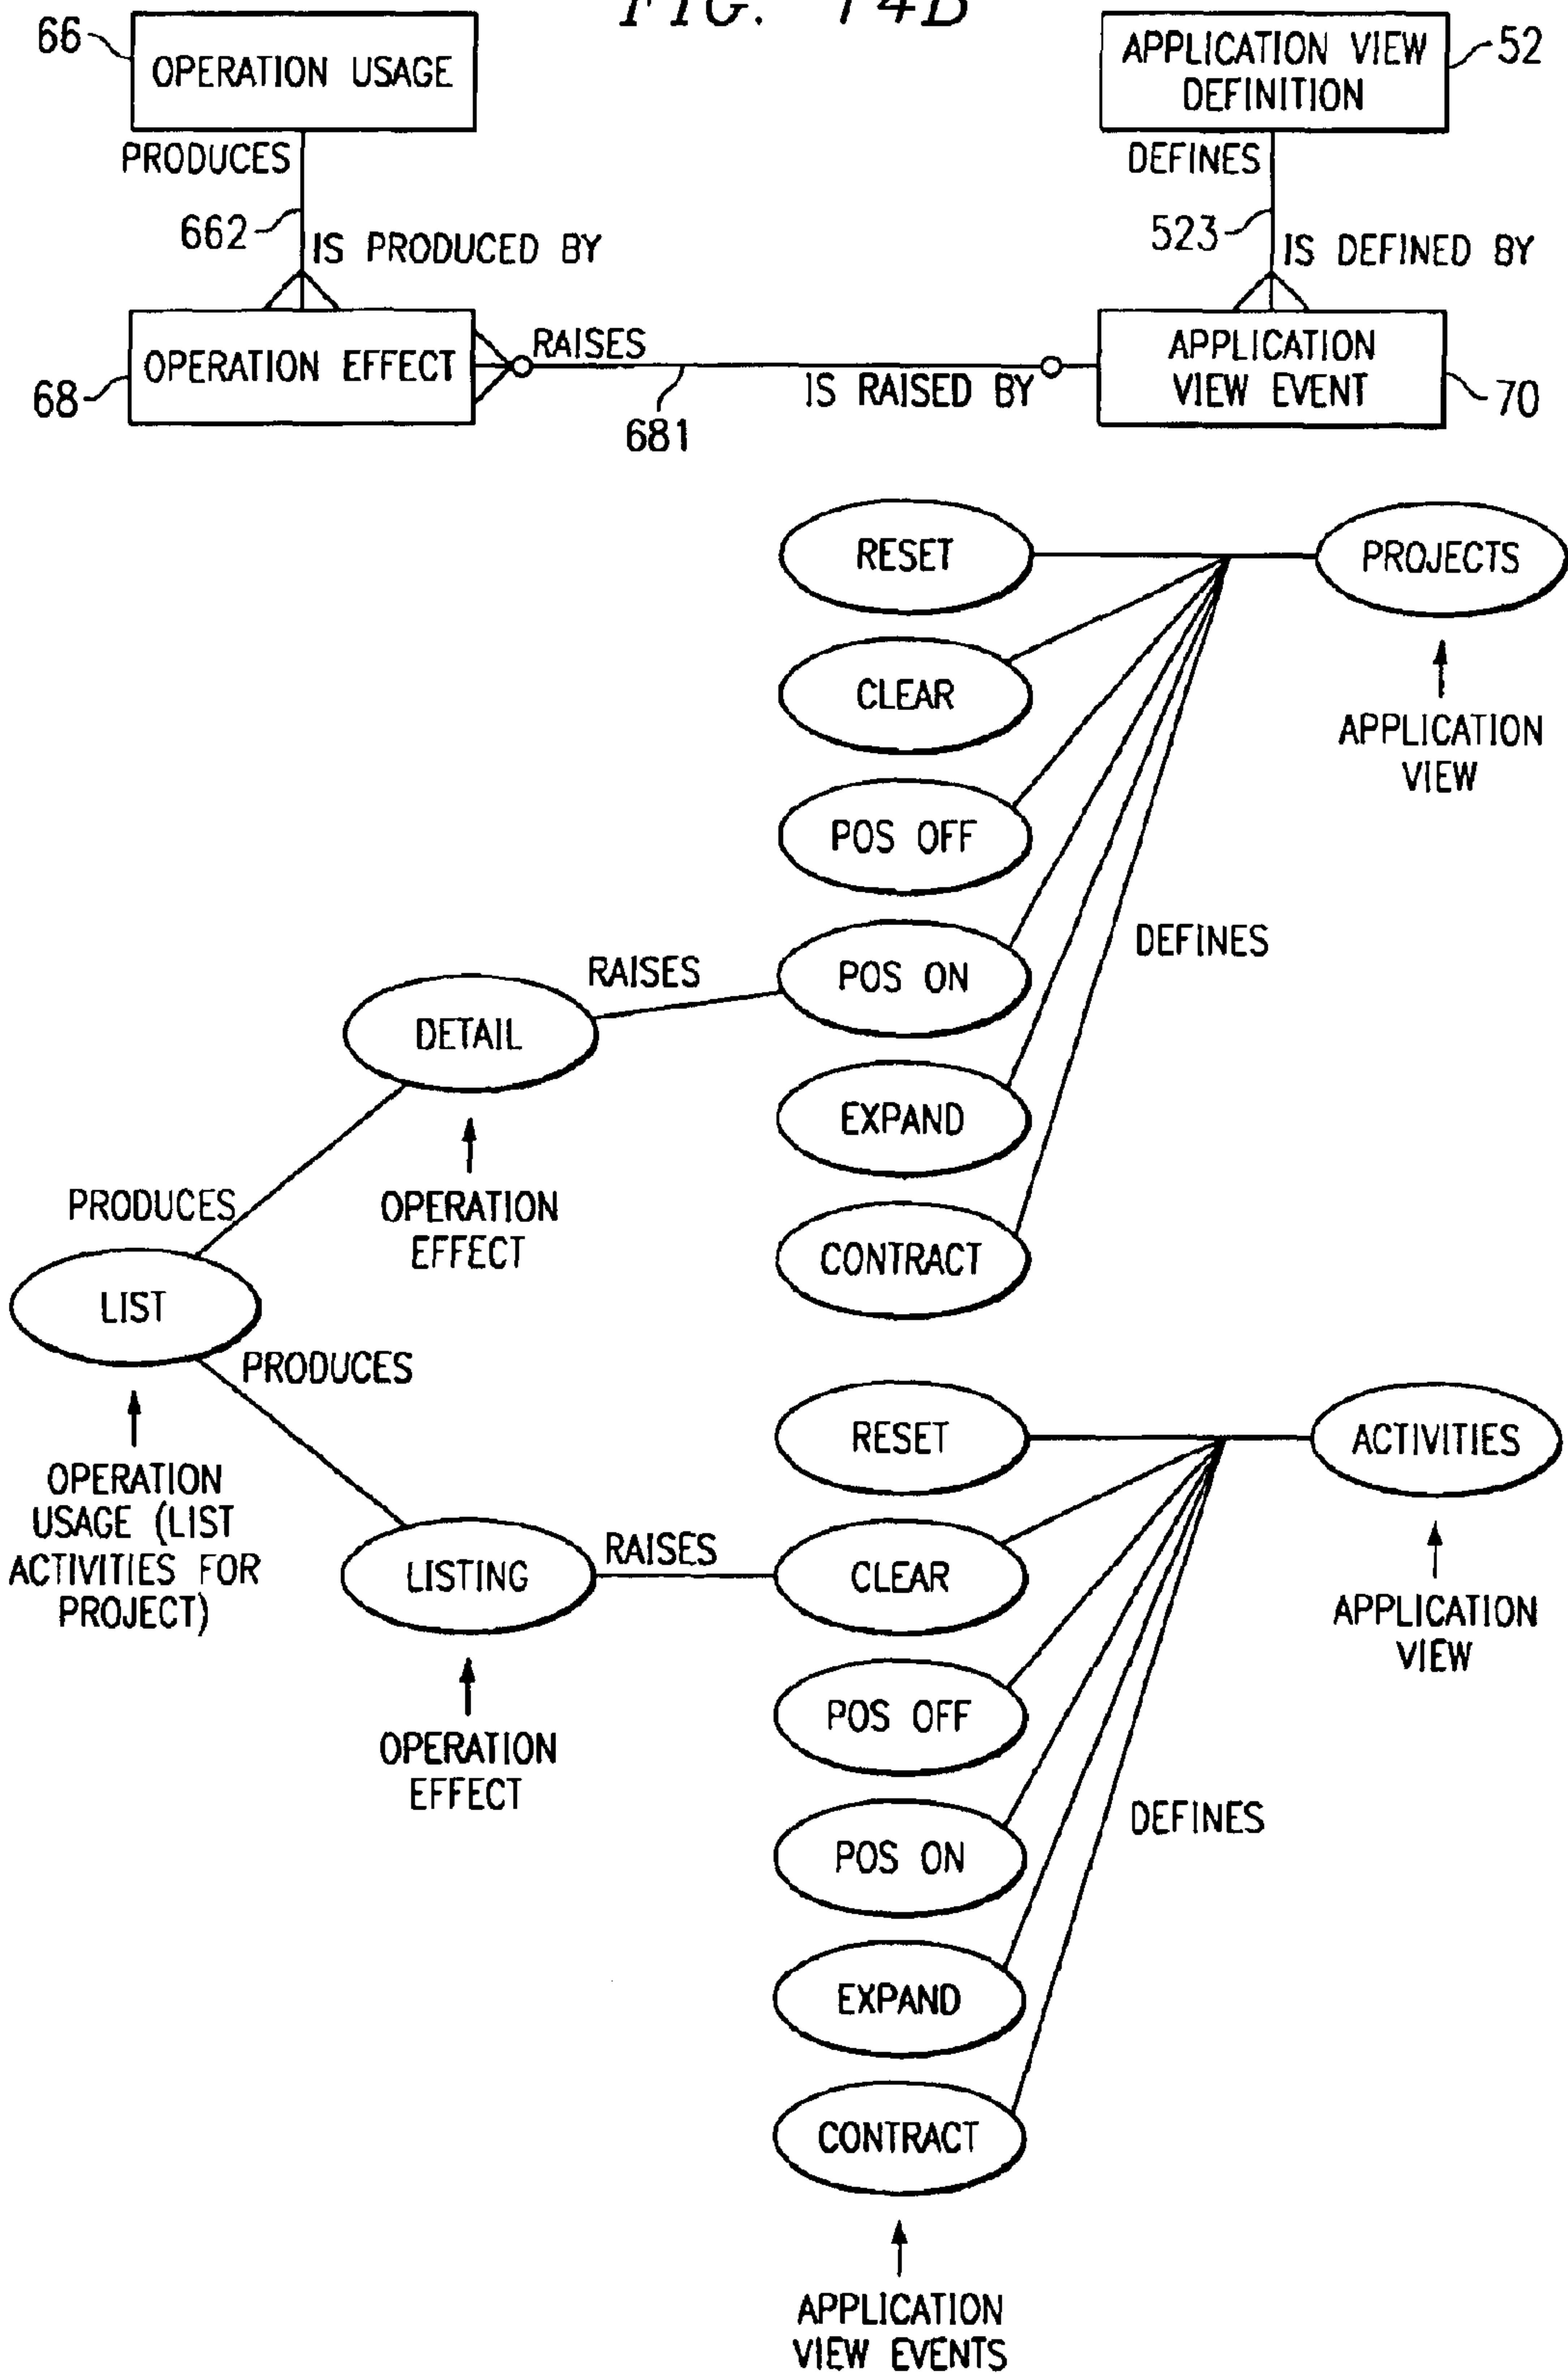 FIG. 14B
66
OPERATION USAGE
APPLICATION VIEW
DEFINITION
52
PRODUCES
662
IS PRODUCED BY
DEFINES
523
IS DEFINED BY
OPERATION EFFECT
68
RAISES
681
IS RAISED BY
APPLICATION
VIEW EVENT
70
RESET
PROJECTS
CLEAR
APPLICATION
VIEW
POS OFF
DEFINES
RAISES
POS ON
DETAIL
EXPAND
OPERATION
EFFECT
PRODUCES
CONTRACT
LIST
PRODUCES
OPERATION
USAGE (LIST
ACTIVITIES FOR
PROJECT)
RESET
ACTIVITIES
LISTING
RAISES
CLEAR
APPLICATION
VIEW
OPERATION
EFFECT
POS OFF
DEFINES
POS ON
EXPAND
CONTRACT
APPLICATION
VIEW EVENTS